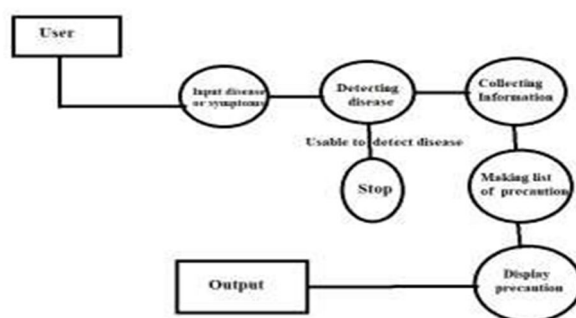 User
Input disease
or symptoms
Detecting
disease
Collecting
Information
Usable to detect disease
Stop
Making list
of precaution
Display
precaution
Output